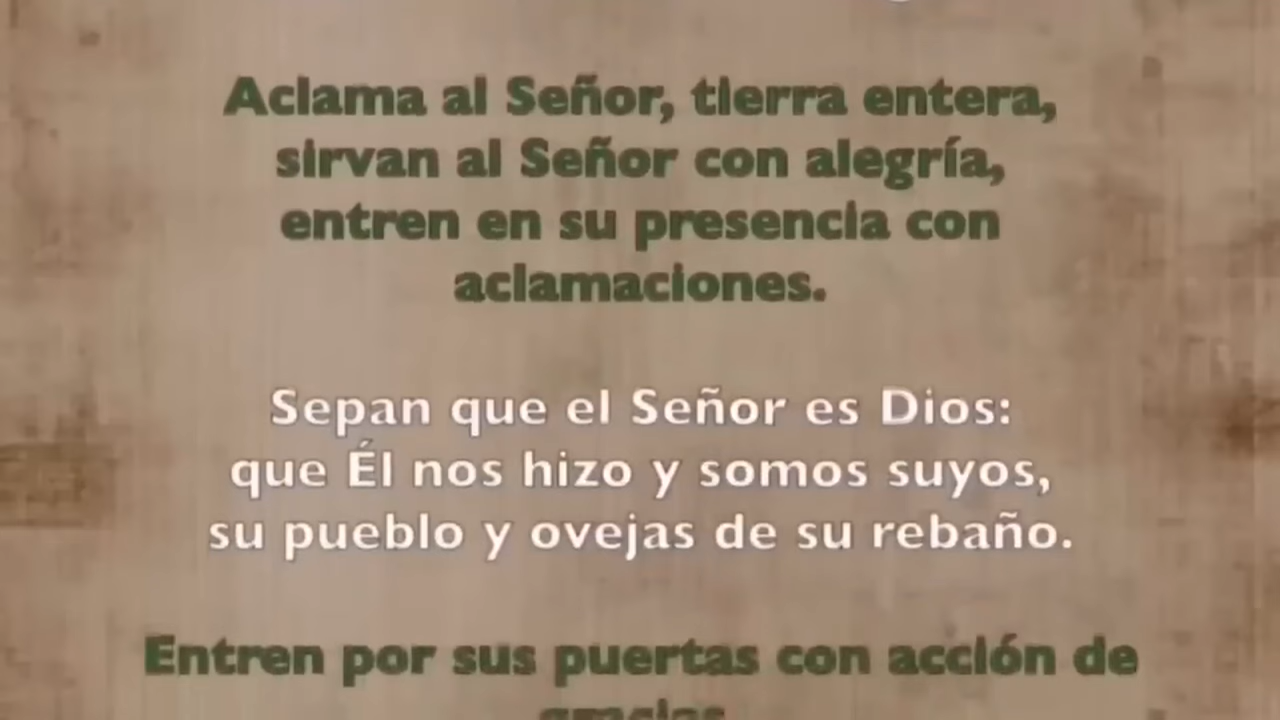 Aclama al Señor, tierra entera,
sirvan al Señor con alegría,
entren en su presencia con
aclamaciones.
Sepan que el Señor es Dios:
que Él nos hizo y somos suyos,
su pueblo y ovejas de su rebaño.
Entren por sus puertas con acción de